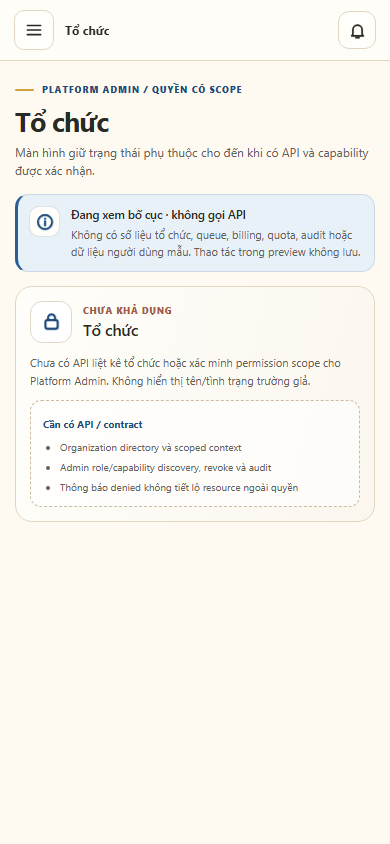 Tổ chức
PLATFORM ADMIN / QUYỀN CÓ SCOPE
Tổ chức
Màn hình giữ trạng thái phụ thuộc cho đến khi có API và capability
được xác nhận.
Đang xem bố cục · không gọi API
Không có số liệu tổ chức, queue, billing, quota, audit hoặc
dữ liệu người dùng mẫu. Thao tác trong preview không lưu.
CHƯA KHẢ DỤNG
Tổ chức
Chưa có API liệt kê tổ chức hoặc xác minh permission scope cho
Platform Admin. Không hiển thị tên/tình trạng trường giả.
Cần có API / contract
Organization directory và scoped context
Admin role/capability discovery, revoke và audit
Thông báo denied không tiết lộ resource ngoài quyền